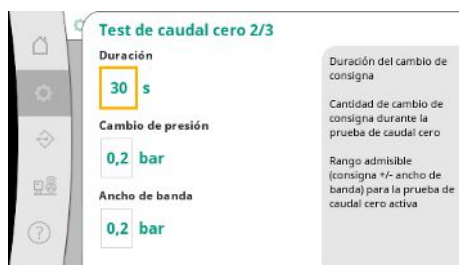 Test de caudal cero 2/3
Duración
30 s
Cambio de presión
0,2 bar
Ancho de banda
0,2 bar
Duración del cambio de
consigna
Cantidad de cambio de
consigna durante la
prueba de caudal cero
Rango admisible
(consigna +/- ancho de
banda) para la prueba de
caudal cero activa
?